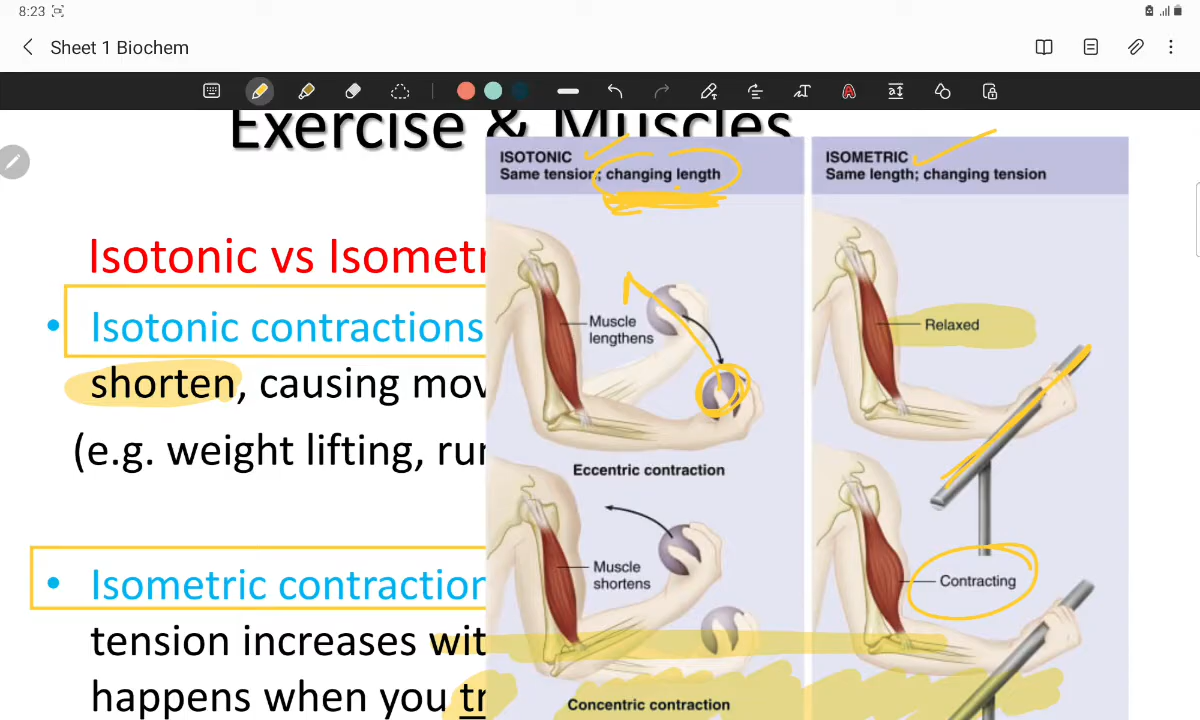 8:23
Sheet 1 Biochem
Exercise & Muscles
Isotonic vs Isometr
• Isotonic contractions
shorten, causing mov
(e.g. weight lifting, rur
• Isometric contraction
tension increases wit
happens when you tr
ISOTONIC
Same tension; changing length
Muscle
lengthens
Eccentric contraction
Muscle
shortens
Concentric contraction
ISOMETRIC
Same length; changing tension
Relaxed
Contracting